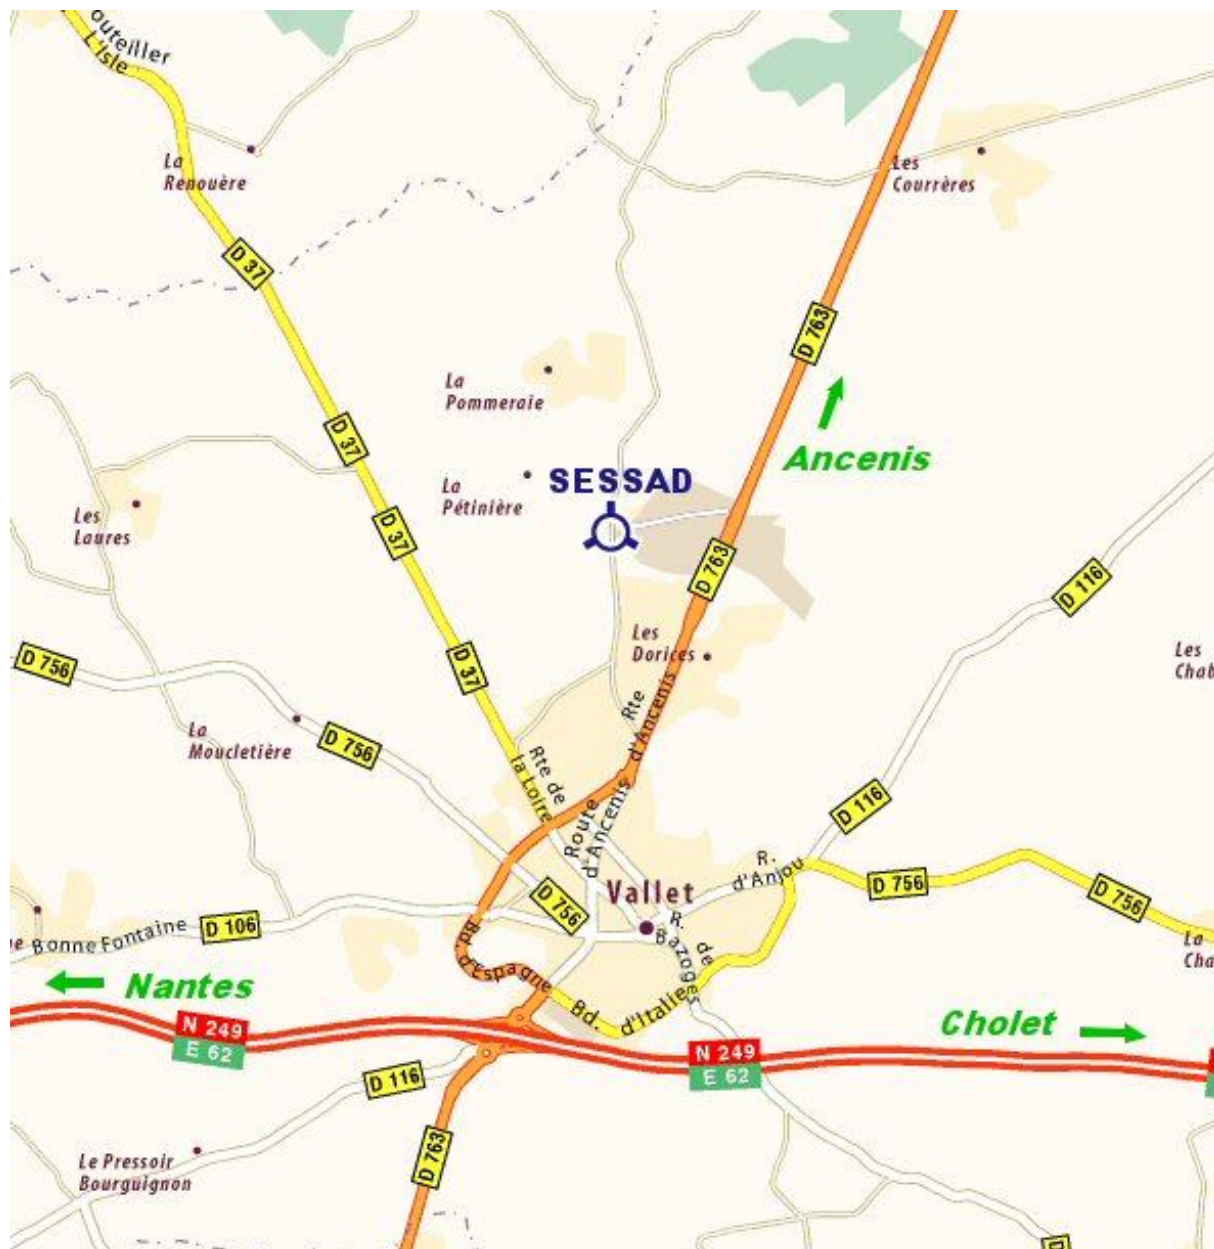 outeiller
L'Isle
La
Renouère
Les
Courrères
D 37
D 763
La
Pommeraie
D 37
Ancenis
La
Pétinière
SESSAD
Les
Laures
D 37
D 763
D 116
Les
Dorices
Les
Chab
D 756
D 37
Rte
d'Ancenis
La
Moucletière
D 756
Rte de
la Loire
Route
d'Ancenis
D 116
R.
d'Anjou
D 756
D 756
Vallet
D 756
D 106
Bonne Fontaine
R. de
Bazoges
La
Cha
Bd.
d'Espagne
Nantes
Bd. d'Italie
Cholet
N 249
E 62
N 249
E 62
D 116
D 763
Le Pressoir
Bourguignon